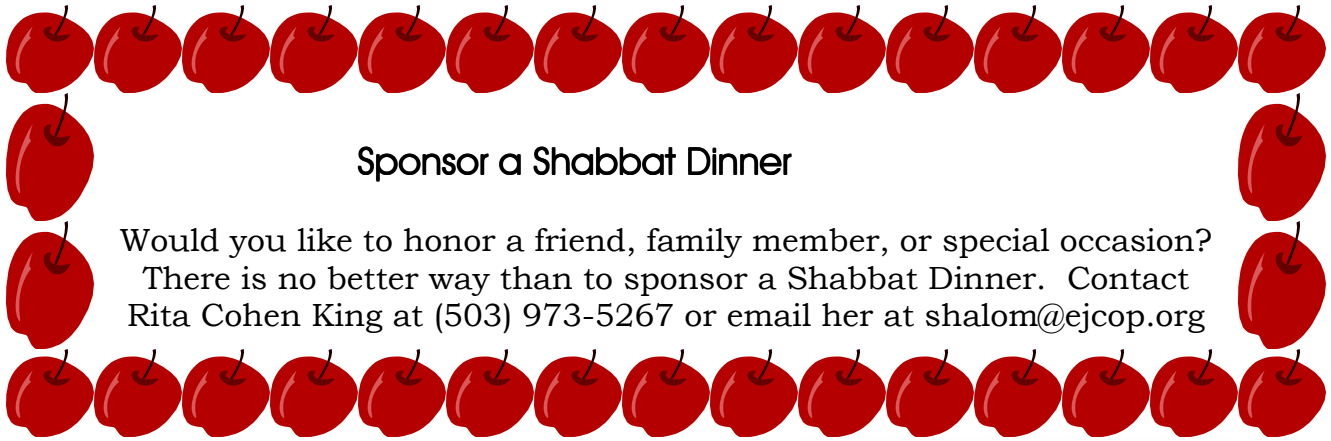 Sponsor a Shabbat Dinner
Would you like to honor a friend, family member, or special occasion?
There is no better way than to sponsor a Shabbat Dinner.  Contact
Rita Cohen King at (503) 973-5267 or email her at shalom@ejcop.org